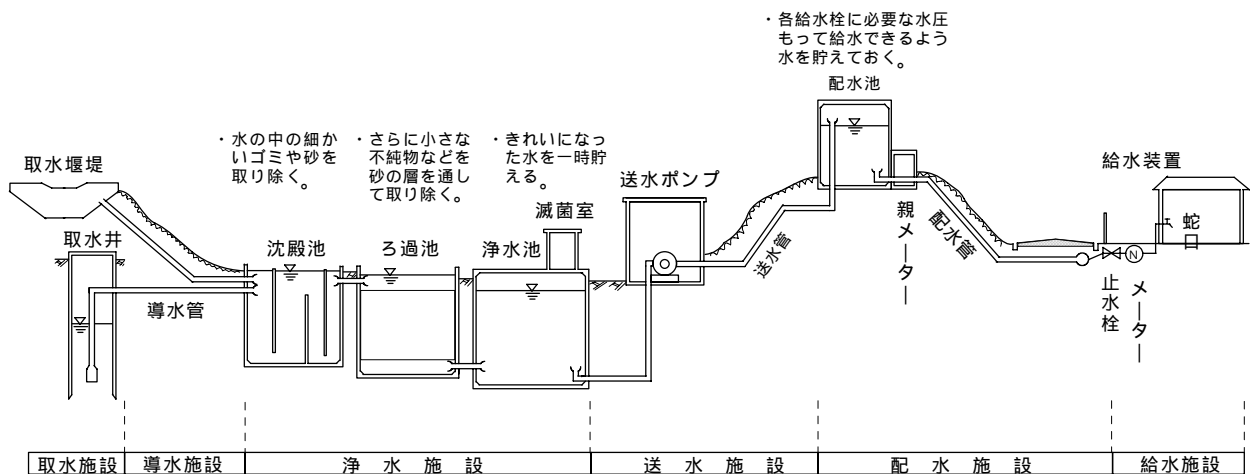 ・各給水栓に必要な水圧
もって給水できるよう
水を貯えておく。
配水池
・水の中の細か
いゴミや砂を
取り除く。
・さらに小さな
不純物などを
砂の層を通し
て取り除く。
・きれいになっ
た水を一時貯
える。
取水堰堤
送水ポンプ
給水装置
滅菌室
取水井
沈殿池
ろ過池
浄水池
導水管
送水管
親メーター
配水管
蛇
N
止水栓
メーター
取水施設
導水施設
浄水施設
送水施設
配水施設
給水施設